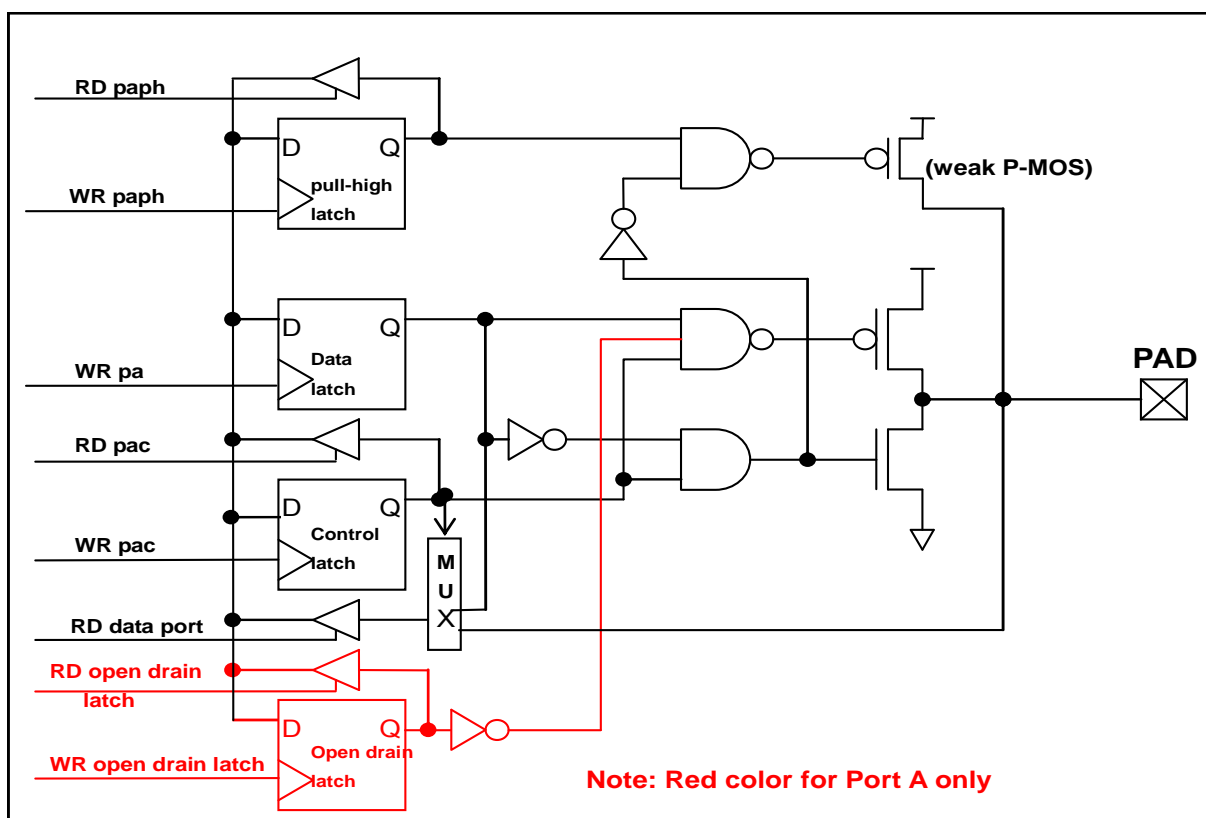 RD paph
D Q
pull-high
latch
WR paph
(weak P-MOS)
D Q
Data
latch
WR pa
PAD
RD pac
D Q
Control
latch
WR pac
M
U
X
RD data port
RD open drain
latch
D Q
Open drain
latch
WR open drain latch
Note: Red color for Port A only